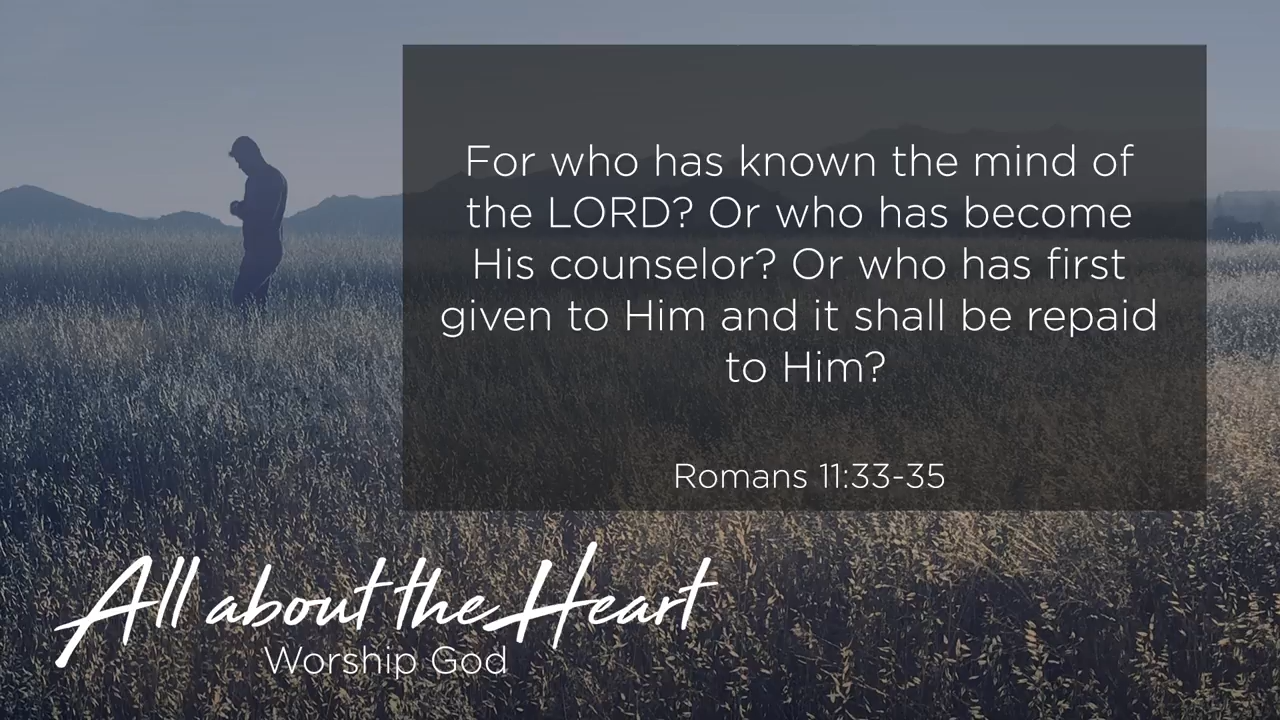 For who has known the mind of
the LORD? Or who has become
His counselor? Or who has first
given to Him and it shall be repaid
to Him?
Romans 11:33-35
All about the Heart
Worship God